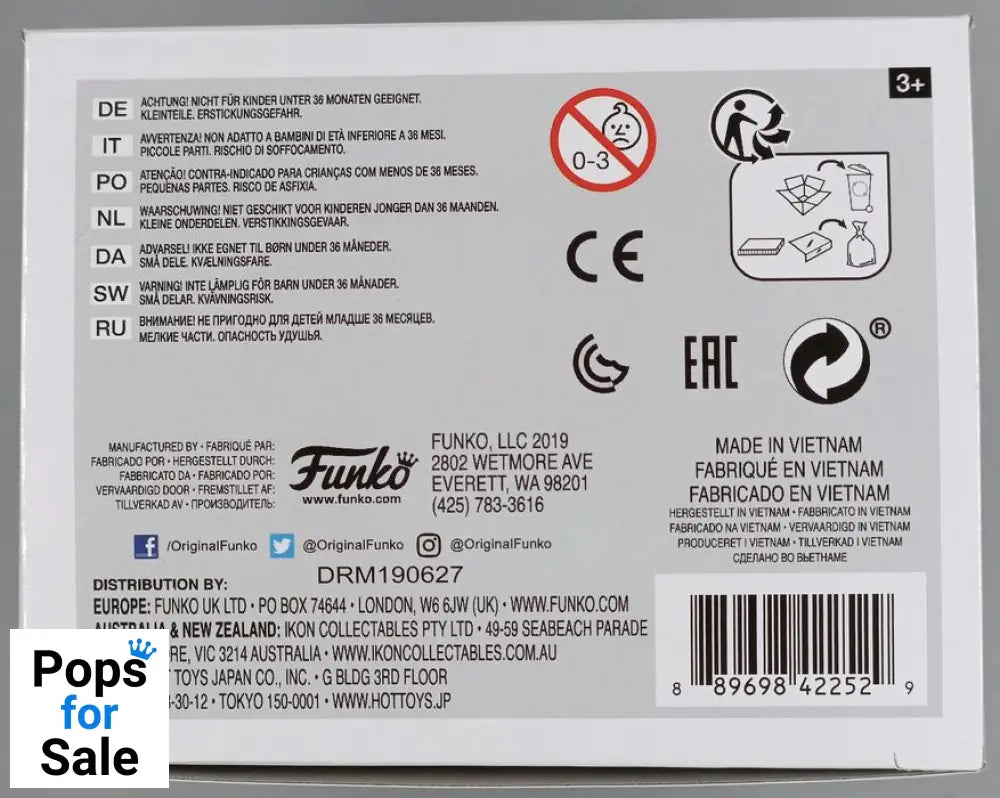 3+
DE ACHTUNG! NICHT FÜR KINDER UNTER 36 MONATEN GEEIGNET.
KLEINTEILE. ERSTICKUNGSGEFAHR.
IT AVVERTENZA! NON ADATTO A BAMBINI DI ETÀ INFERIORE A 36 MESI.
PICCOLE PARTI. RISCHIO DI SOFFOCAMENTO.
PO ATENÇÃO! CONTRA-INDICADO PARA CRIANÇAS COM MENOS DE 36 MESES.
PEQUENAS PARTES. RISCO DE ASFIXIA.
NL WAARSCHUWING! NIET GESCHIKT VOOR KINDEREN JONGER DAN 36 MAANDEN.
KLEINE ONDERDELEN. VERSTIKKINGSGEVAAR.
DA ADVARSEL! IKKE EGNET TIL BØRN UNDER 36 MÅNEDER.
SMÅ DELE. KVÆLNINGSFARE.
SW VARNING! INTE LÄMPLIG FÖR BARN UNDER 36 MÅNADER.
SMÅ DELAR. KVÄVNINGSRISK.
RU ВНИМАНИЕ! НЕ ПРИГОДНО ДЛЯ ДЕТЕЙ МЛАДШЕ 36 МЕСЯЦЕВ.
МЕЛКИЕ ЧАСТИ. ОПАСНОСТЬ УДУШЬЯ.
0-3
CE
EAC
®
MANUFACTURED BY • FABRIQUÉ PAR:
FABRICADO POR • HERGESTELLT DURCH:
FABBRICATO DA • FABRICADO POR:
VERVAARDIGD DOOR • FREMSTILLET AF:
TILLVERKAD AV • ПРОИЗВОДИТЕЛЬ:
Funko
www.funko.com
FUNKO, LLC 2019
2802 WETMORE AVE
EVERETT, WA 98201
(425) 783-3616
MADE IN VIETNAM
FABRIQUÉ EN VIETNAM
FABRICADO EN VIETNAM
HERGESTELLT IN VIETNAM • FABBRICATO IN VIETNAM
FABRICADO NA VIETNAM • VERVAARDIGD IN VIETNAM
PRODUCERET I VIETNAM • TILLVERKAD I VIETNAM
СДЕЛАНО ВО ВЬЕТНАМЕ
/OriginalFunko @OriginalFunko @OriginalFunko
DRM190627
DISTRIBUTION BY:
EUROPE: FUNKO UK LTD • PO BOX 74644 • LONDON, W6 6JW (UK) • WWW.FUNKO.COM
AUSTRALIA & NEW ZEALAND: IKON COLLECTABLES PTY LTD • 49-59 SEABEACH PARADE
RE, VIC 3214 AUSTRALIA • WWW.IKONCOLLECTABLES.COM.AU
TOYS JAPAN CO., INC. • G BLDG 3RD FLOOR
-30-12 • TOKYO 150-0001 • WWW.HOTTOYS.JP
8 89698 42252 9
Pops
for
Sale